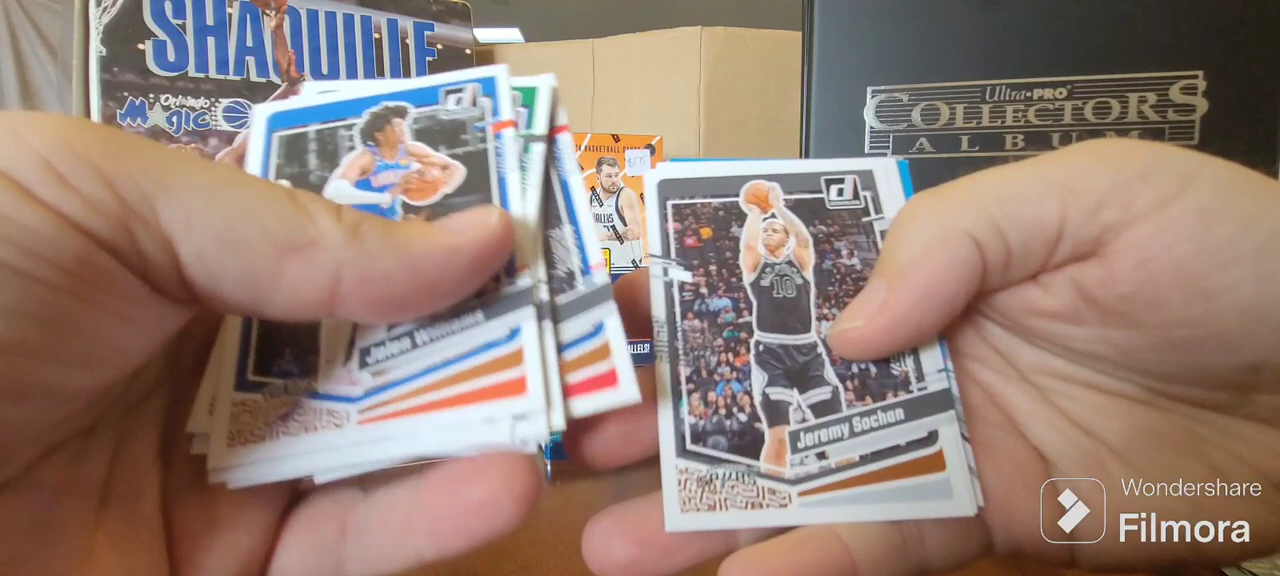 SHAQUILLE
Orlando
Magic
Ultra•PRO
COLLECTORS
ALBUM
10
Jalen Williams
Jeremy Sochan
Wondershare
Filmora